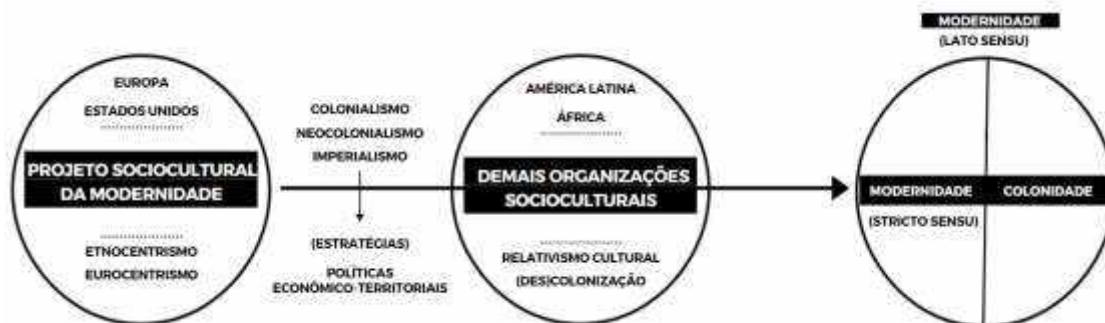 EUROPA
ESTADOS UNIDOS
PROJETO SOCIOCULTURAL
DA MODERNIDADE
ETNOCENTRISMO
EUROCENTRISMO
COLONIALISMO
NEOCOLONIALISMO
IMPERIALISMO
(ESTRATÉGIAS)
POLÍTICAS
ECONÔMICO-TERRITORIAIS
AMÉRICA LATINA
ÁFRICA
DEMAIS ORGANIZAÇÕES
SOCIOCULTURAIS
RELATIVISMO CULTURAL
(DES)COLONIZAÇÃO
MODERNIDADE
(LATO SENSU)
MODERNIDADE
COLONIDADE
(STRICTO SENSU)